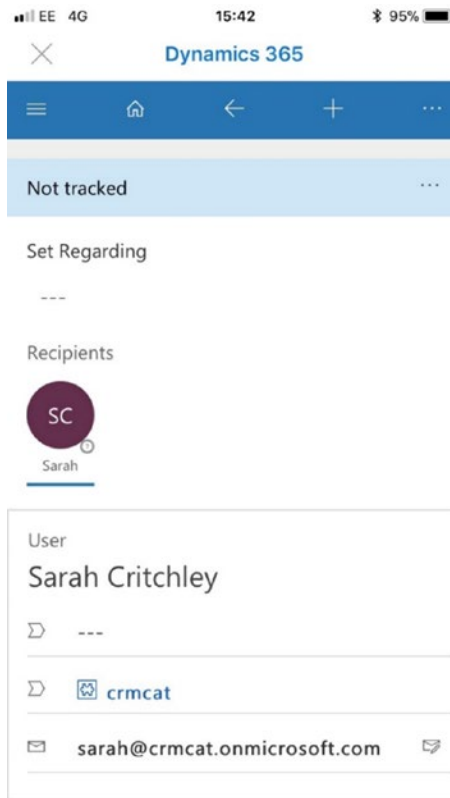 EE 4G 15:42 95%
Dynamics 365
Not tracked
Set Regarding
---
Recipients
SC
Sarah
User
Sarah Critchley
---
crmcat
sarah@crmcat.onmicrosoft.com